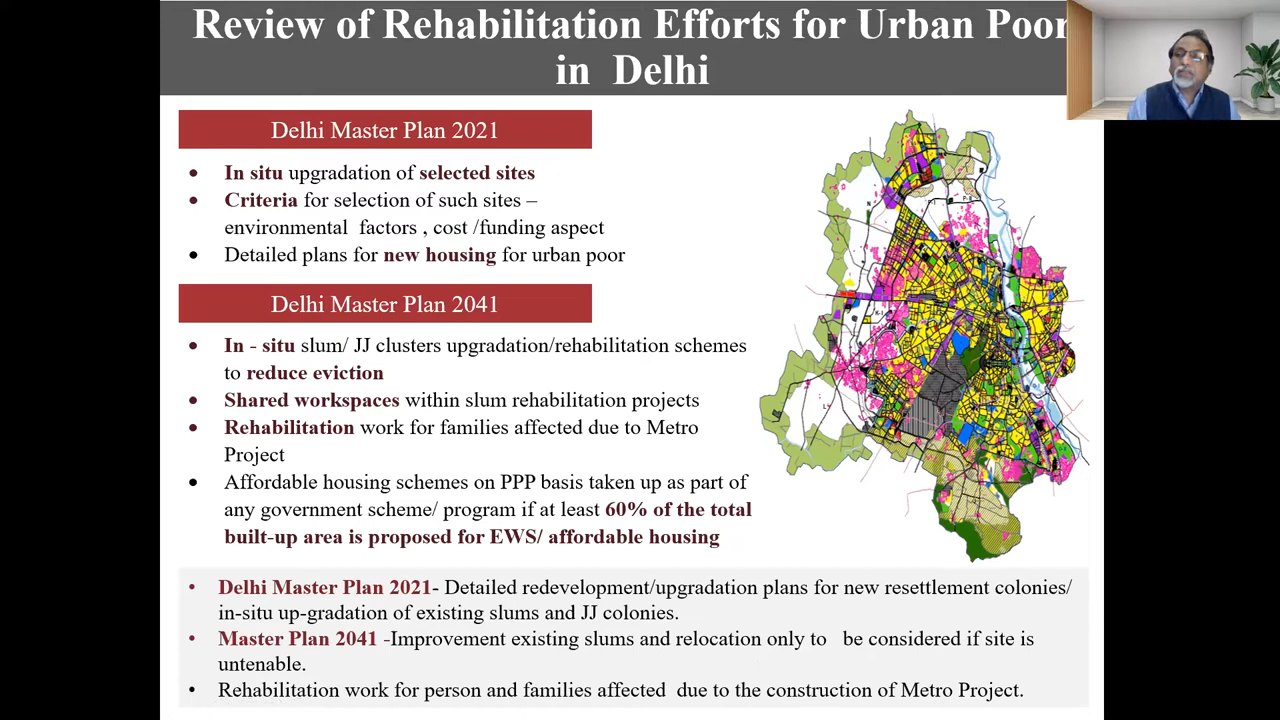 Review of Rehabilitation Efforts for Urban Poor
in Delhi
Delhi Master Plan 2021
• In situ upgradation of selected sites
• Criteria for selection of such sites –
environmental factors , cost /funding aspect
• Detailed plans for new housing for urban poor
Delhi Master Plan 2041
• In - situ slum/ JJ clusters upgradation/rehabilitation schemes
to reduce eviction
• Shared workspaces within slum rehabilitation projects
• Rehabilitation work for families affected due to Metro
Project
• Affordable housing schemes on PPP basis taken up as part of
any government scheme/ program if at least 60% of the total
built-up area is proposed for EWS/ affordable housing
• Delhi Master Plan 2021- Detailed redevelopment/upgradation plans for new resettlement colonies/
in-situ up-gradation of existing slums and JJ colonies.
• Master Plan 2041 -Improvement existing slums and relocation only to be considered if site is
untenable.
• Rehabilitation work for person and families affected due to the construction of Metro Project.